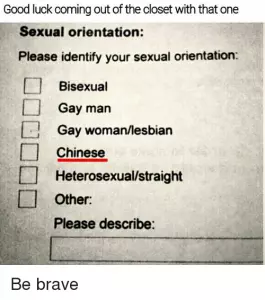 Good luck coming out of the closet with that one
Sexual orientation:
Please identify your sexual orientation:
Bisexual
Gay man
Gay woman/lesbian
Chinese
Heterosexual/straight
Other:
Please describe:
Be brave